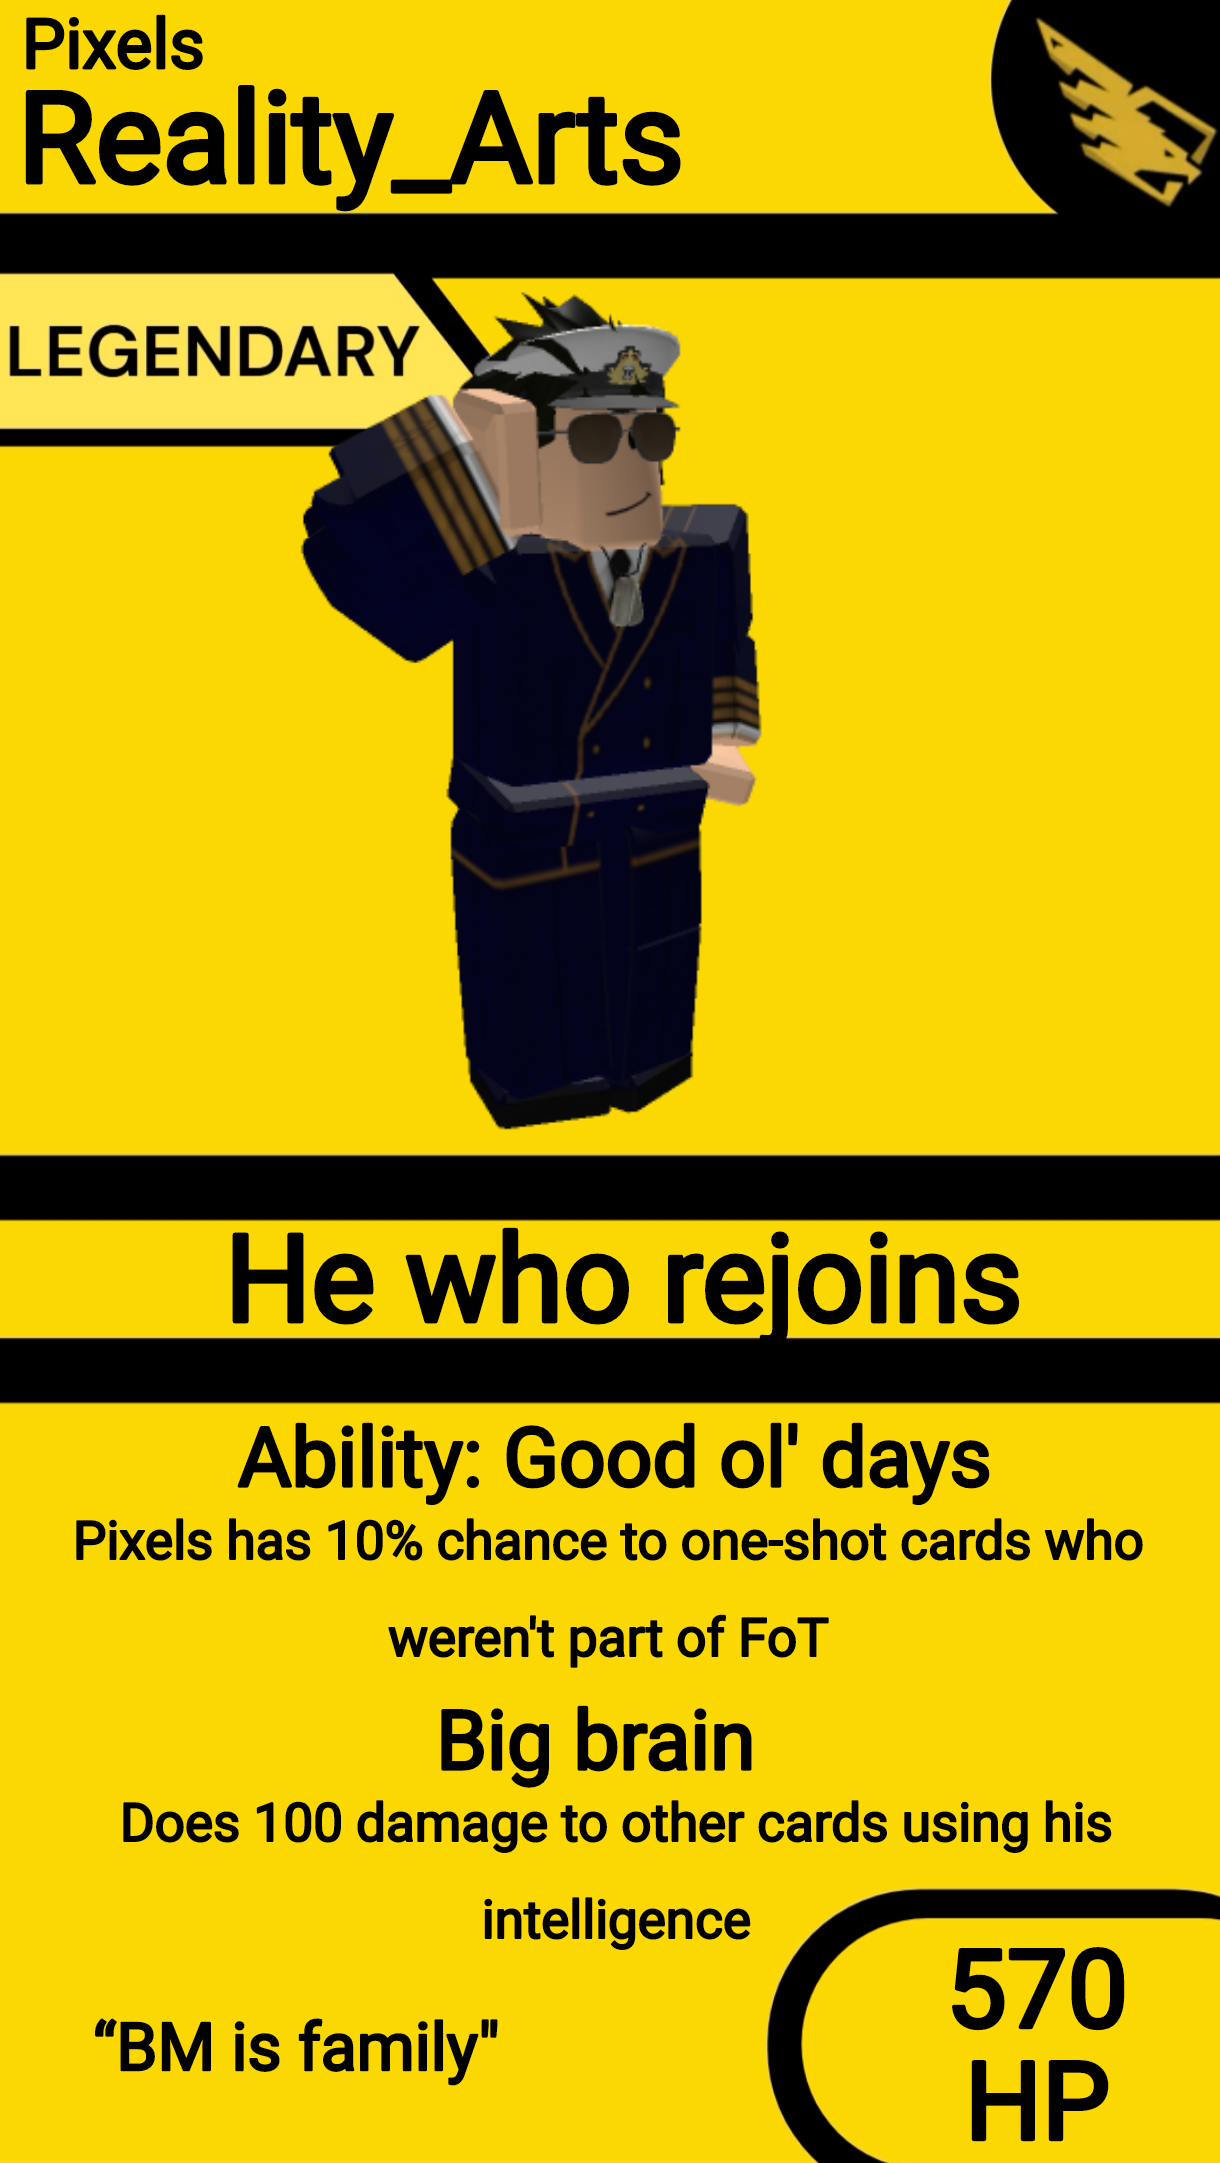 Pixels
Reality_Arts
LEGENDARY
He who rejoins
Ability: Good ol' days
Pixels has 10% chance to one-shot cards who
weren't part of FoT
Big brain
Does 100 damage to other cards using his
intelligence
“BM is family"
570
HP